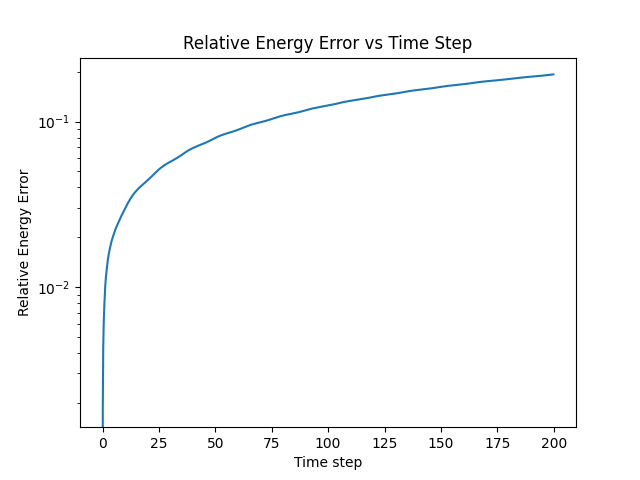 Relative Energy Error vs Time Step
Relative Energy Error
10⁻¹
10⁻²
0 25 50 75 100 125 150 175 200
Time step